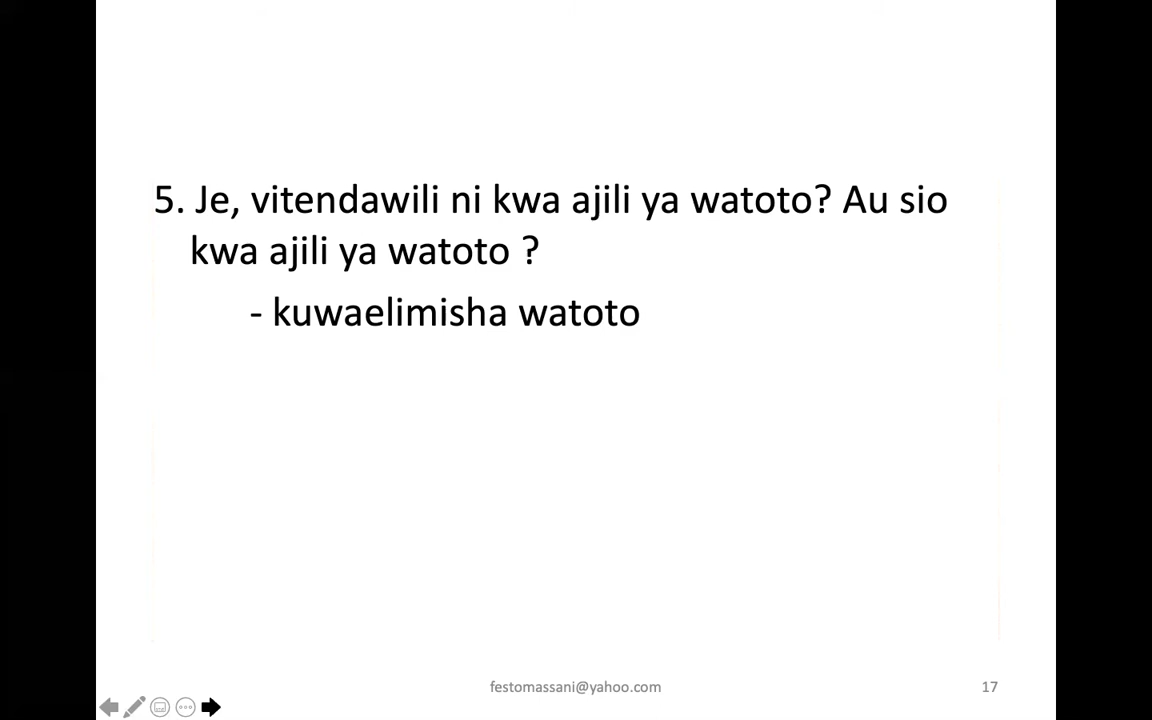 5. Je, vitendawili ni kwa ajili ya watoto? Au sio
kwa ajili ya watoto ?
- kuwaelimisha watoto
festomassani@yahoo.com
17